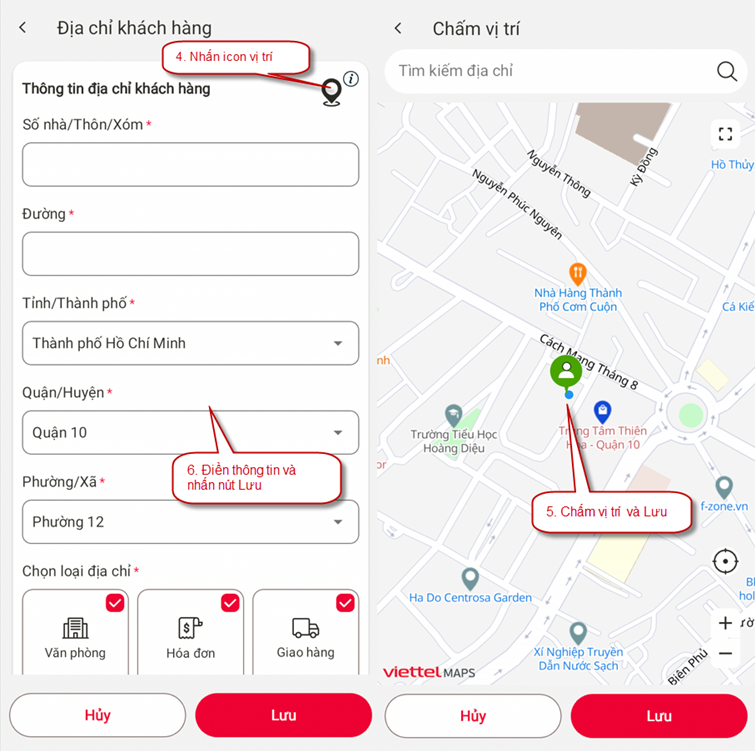 Địa chỉ khách hàng
4. Nhấn icon vị trí
Thông tin địa chỉ khách hàng
Số nhà/Thôn/Xóm *
Đường *
Tỉnh/Thành phố *
Thành phố Hồ Chí Minh
Quận/Huyện *
Quận 10
6. Điền thông tin và
nhấn nút Lưu
Phường/Xã *
Phường 12
Chọn loại địa chỉ *
Văn phòng
Hóa đơn
Giao hàng
Hủy
Lưu
Chấm vị trí
Tìm kiếm địa chỉ
Nguyễn Thông
Kỳ Đồng
Hồ Thủy
Nguyễn Phúc Nguyên
Nhà Hàng Thành
Phố Cơm Cuộn
Cá Kiế
Cách Mạng Tháng 8
nh
Trường Tiểu Học
Hoàng Diệu
Trung Tâm Thiên
Hòa - Quận 10
or
5. Chấm vị trí và Lưu
f-zone.vn
Ha Do Centrosa Garden
Bl
hol
Xí Nghiệp Truyền
Dẫn Nước Sạch
Biên Phủ
viettel MAPS
Hủy
Lưu